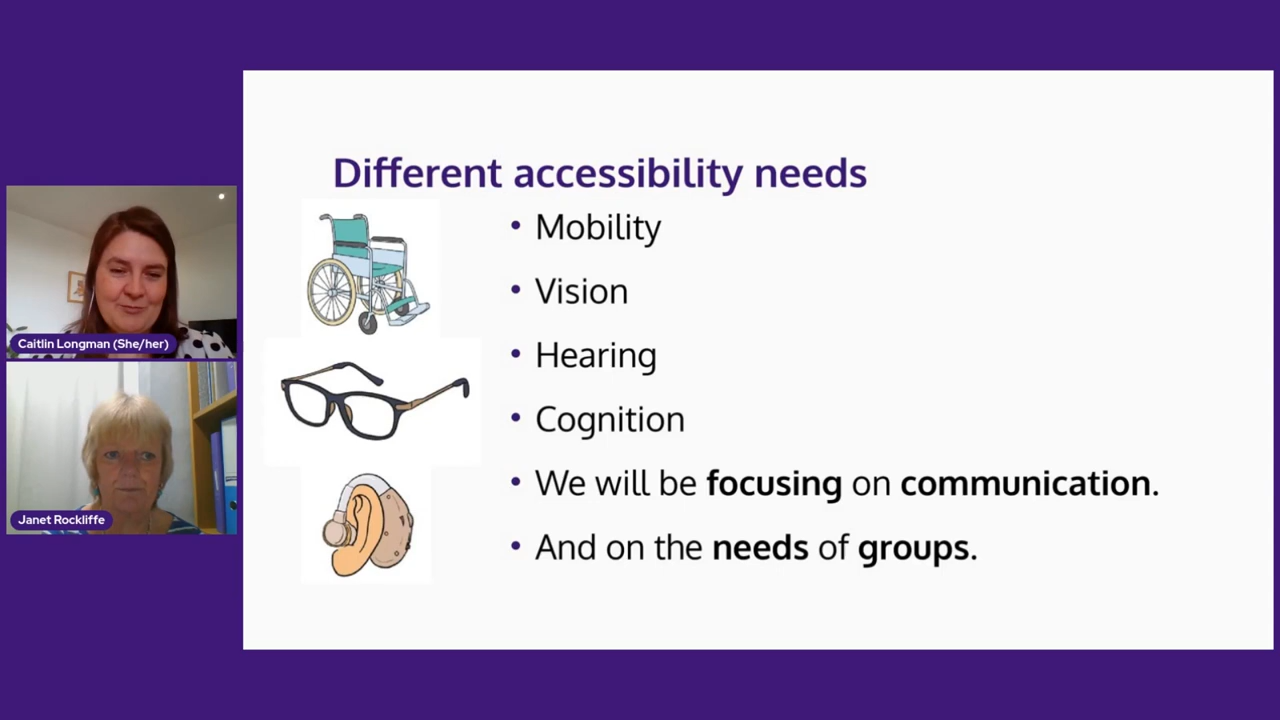 Different accessibility needs
• Mobility
• Vision
• Hearing
• Cognition
• We will be focusing on communication.
• And on the needs of groups.
Caitlin Longman (She/her)
Janet Rockliffe